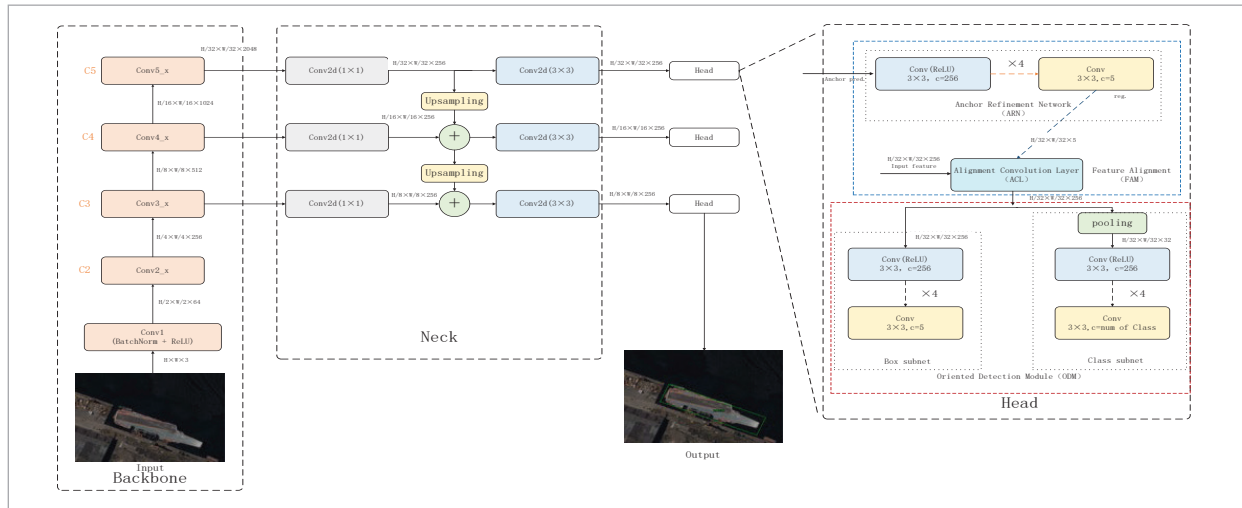 C5
Conv5_x
H/32×W/32×2048
H/16×W/16×1024
C4
Conv4_x
H/8×W/8×512
C3
Conv3_x
H/4×W/4×256
C2
Conv2_x
H/2×W/2×64
Conv1
(BatchNorm + ReLU)
H×W×3
Input
Backbone
Conv2d(1×1)
H/32×W/32×256
Conv2d(3×3)
H/32×W/32×256
Head
Upsampling
Conv2d(1×1)
H/16×W/16×256
+
Conv2d(3×3)
H/16×W/16×256
Head
Upsampling
Conv2d(1×1)
H/8×W/8×256
+
Conv2d(3×3)
H/8×W/8×256
Head
Neck
Output
Anchor pred.
Conv(ReLU)
3×3, c=256
×4
Conv
3×3,c=5
reg.
Anchor Refinement Network
(ARN)
H/32×W/32×5
H/32×W/32×256
Input feature
Alignment Convolution Layer
(ACL)
Feature Alignment
(FAM)
H/32×W/32×256
H/32×W/32×256
Conv(ReLU)
3×3, c=256
×4
Conv
3×3,c=5
Box subnet
pooling
H/32×W/32×32
Conv(ReLU)
3×3, c=256
×4
Conv
3×3,c=num of Class
Class subnet
Oriented Detection Module(ODM)
Head